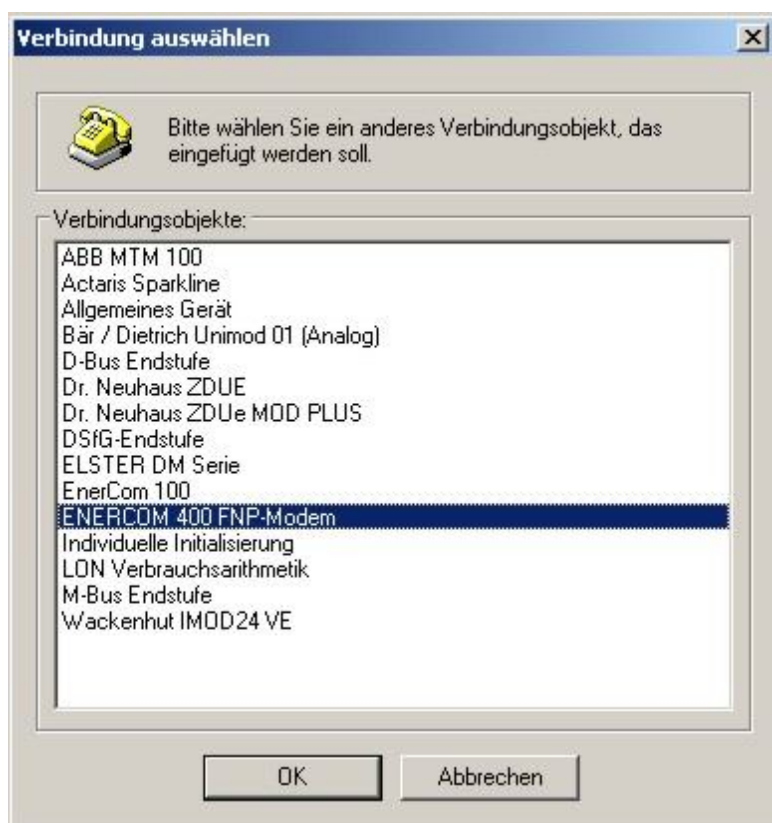 Verbindung auswählen
Bitte wählen Sie ein anderes Verbindungsobjekt, das
eingefügt werden soll.
Verbindungsobjekte:
ABB MTM 100
Actaris Sparkline
Allgemeines Gerät
Bär / Dietrich Unimod 01 (Analog)
D-Bus Endstufe
Dr. Neuhaus ZDUE
Dr. Neuhaus ZDUe MOD PLUS
DSfG-Endstufe
ELSTER DM Serie
EnerCom 100
ENERCOM 400 FNP-Modem
Individuelle Initialisierung
LON Verbrauchsarithmetik
M-Bus Endstufe
Wackenhut IMOD24 VE
OK
Abbrechen